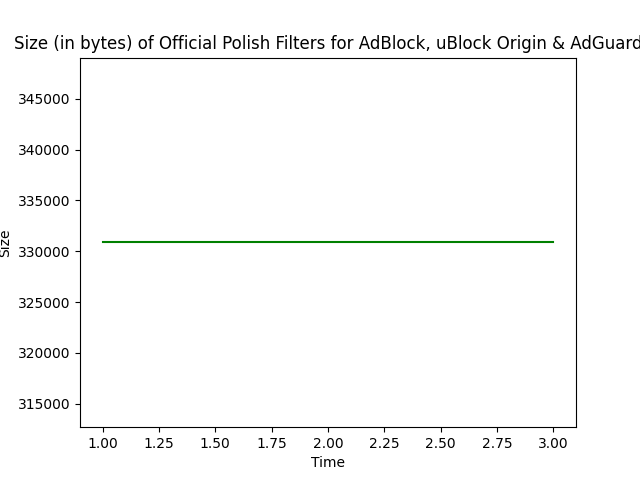 Size (in bytes) of Official Polish Filters for AdBlock, uBlock Origin & AdGuard
345000
340000
335000
330000
325000
320000
315000
Size
1.00 1.25 1.50 1.75 2.00 2.25 2.50 2.75 3.00
Time